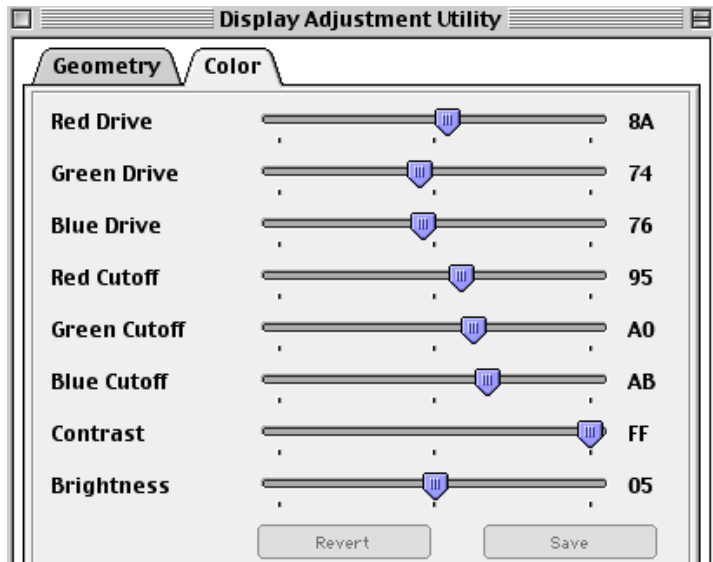 Display Adjustment Utility
Geometry Color
Red Drive 8A
Green Drive 74
Blue Drive 76
Red Cutoff 95
Green Cutoff A0
Blue Cutoff AB
Contrast FF
Brightness 05
Revert Save